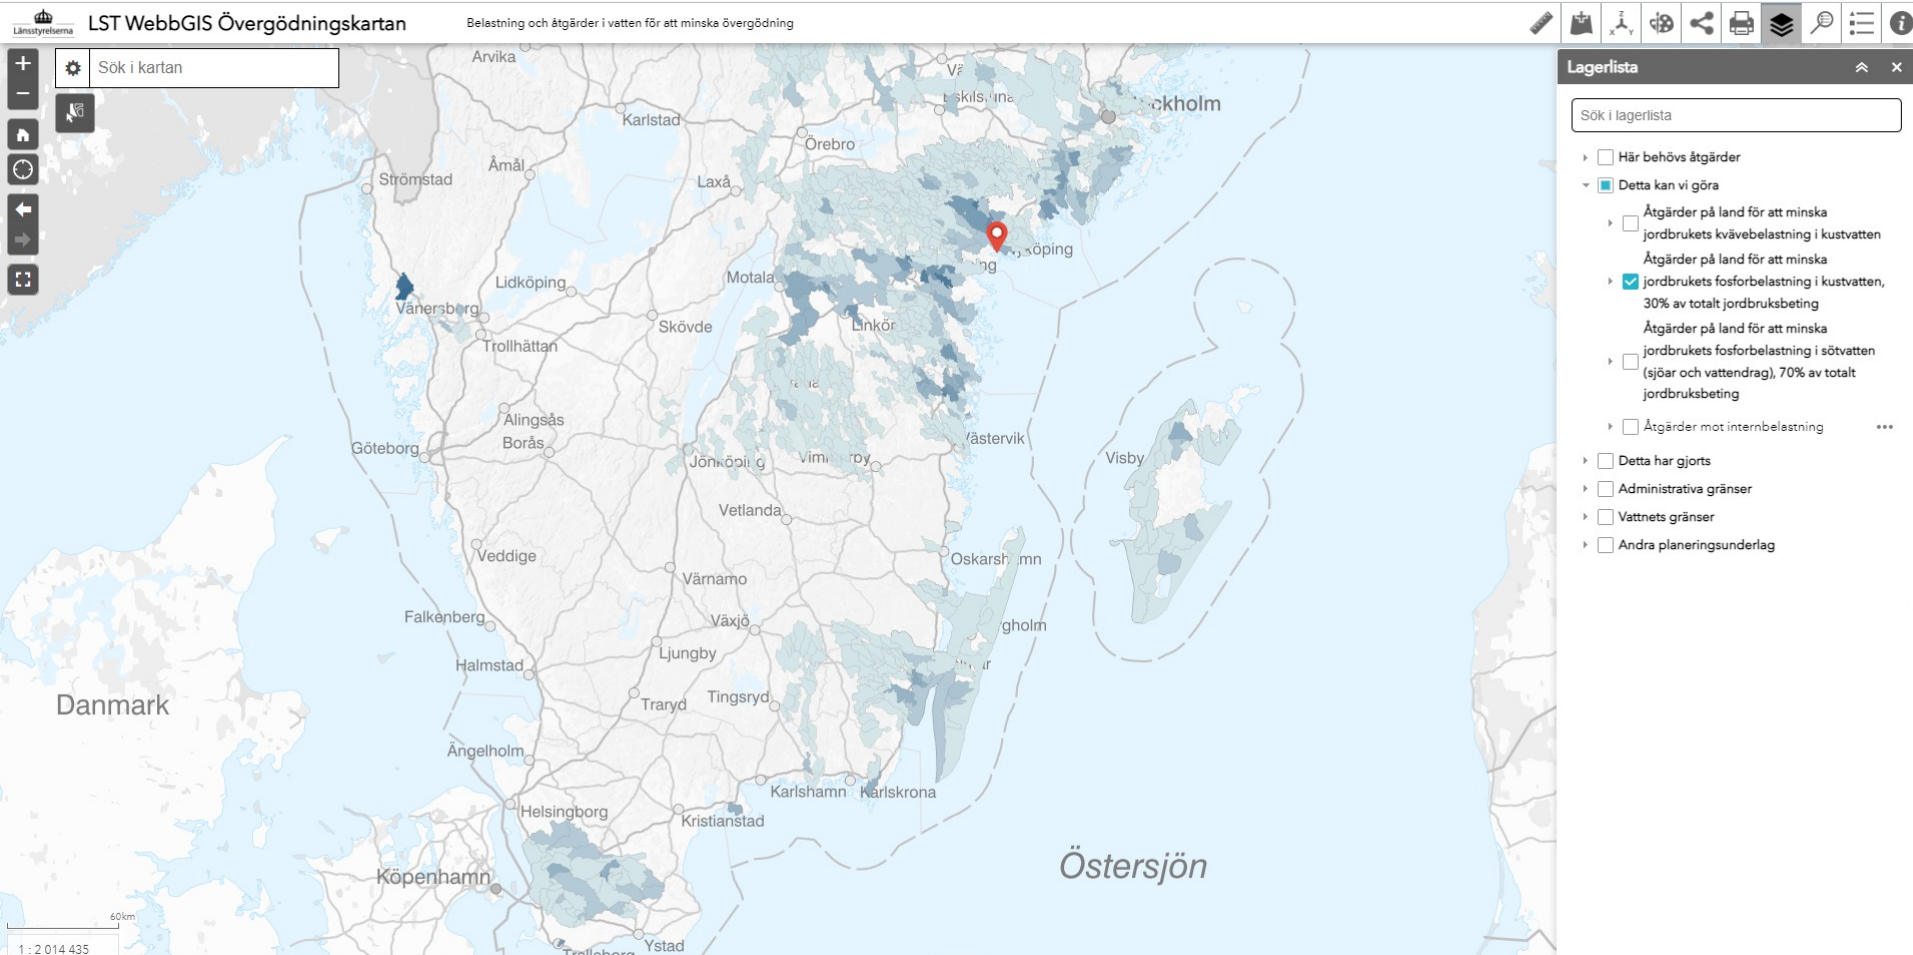 Länsstyrelserna
LST WebbGIS Övergödningskartan
Belastning och åtgärder i vatten för att minska övergödning
Sök i kartan
Lagerlista
Sök i lagerlista
Här behövs åtgärder
Detta kan vi göra
Åtgärder på land för att minska
jordbrukets kvävebelastning i kustvatten
Åtgärder på land för att minska
jordbrukets fosforbelastning i kustvatten,
30% av totalt jordbruksbeting
Åtgärder på land för att minska
jordbrukets fosforbelastning i sötvatten
(sjöar och vattendrag), 70% av totalt
jordbruksbeting
Åtgärder mot internbelastning
Detta har gjorts
Administrativa gränser
Vattnets gränser
Andra planeringsunderlag
Arvika
Karlstad
Örebro
Åmål
Strömstad
Laxå
Lidköping
Motala
Vänersborg
Skövde
Trollhättan
Alingsås
Borås
Göteborg
Jönköping
Västervik
Visby
Vetlanda
Veddige
Värnamo
Falkenberg
Växjö
Ljungby
Halmstad
Danmark
Traryd
Tingsryd
Ängelholm
Karlshamn
Karlskrona
Helsingborg
Kristianstad
Köpenhamn
Östersjön
Ystad
60km
1 : 2 014 435